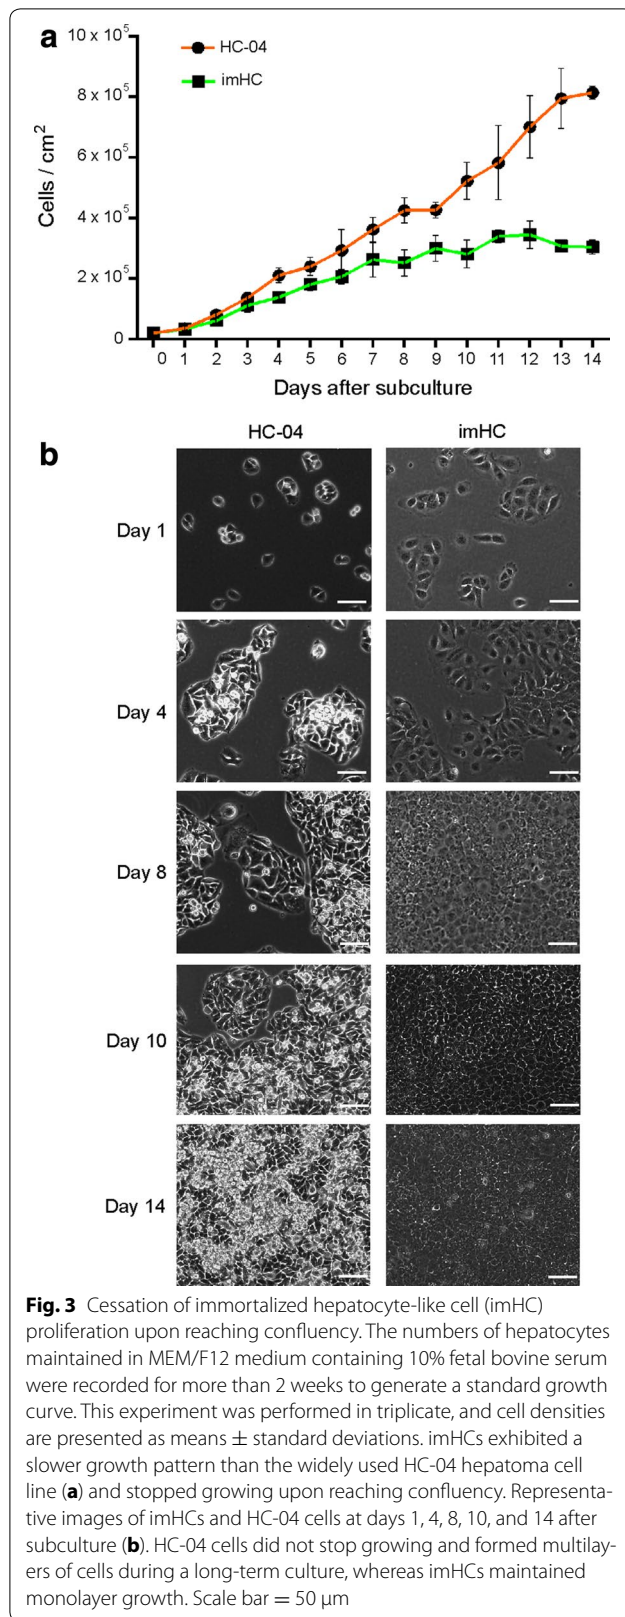 a
10 x 10⁵
8 x 10⁵
6 x 10⁵
4 x 10⁵
2 x 10⁵
0
Cells / cm²
HC-04
imHC
0 1 2 3 4 5 6 7 8 9 10 11 12 13 14
Days after subculture
b
HC-04 imHC
Day 1
Day 4
Day 8
Day 10
Day 14
Fig. 3 Cessation of immortalized hepatocyte-like cell (imHC)
proliferation upon reaching confluency. The numbers of hepatocytes
maintained in MEM/F12 medium containing 10% fetal bovine serum
were recorded for more than 2 weeks to generate a standard growth
curve. This experiment was performed in triplicate, and cell densities
are presented as means ± standard deviations. imHCs exhibited a
slower growth pattern than the widely used HC-04 hepatoma cell
line (a) and stopped growing upon reaching confluency. Representa-
tive images of imHCs and HC-04 cells at days 1, 4, 8, 10, and 14 after
subculture (b). HC-04 cells did not stop growing and formed multilay-
ers of cells during a long-term culture, whereas imHCs maintained
monolayer growth. Scale bar = 50 μm